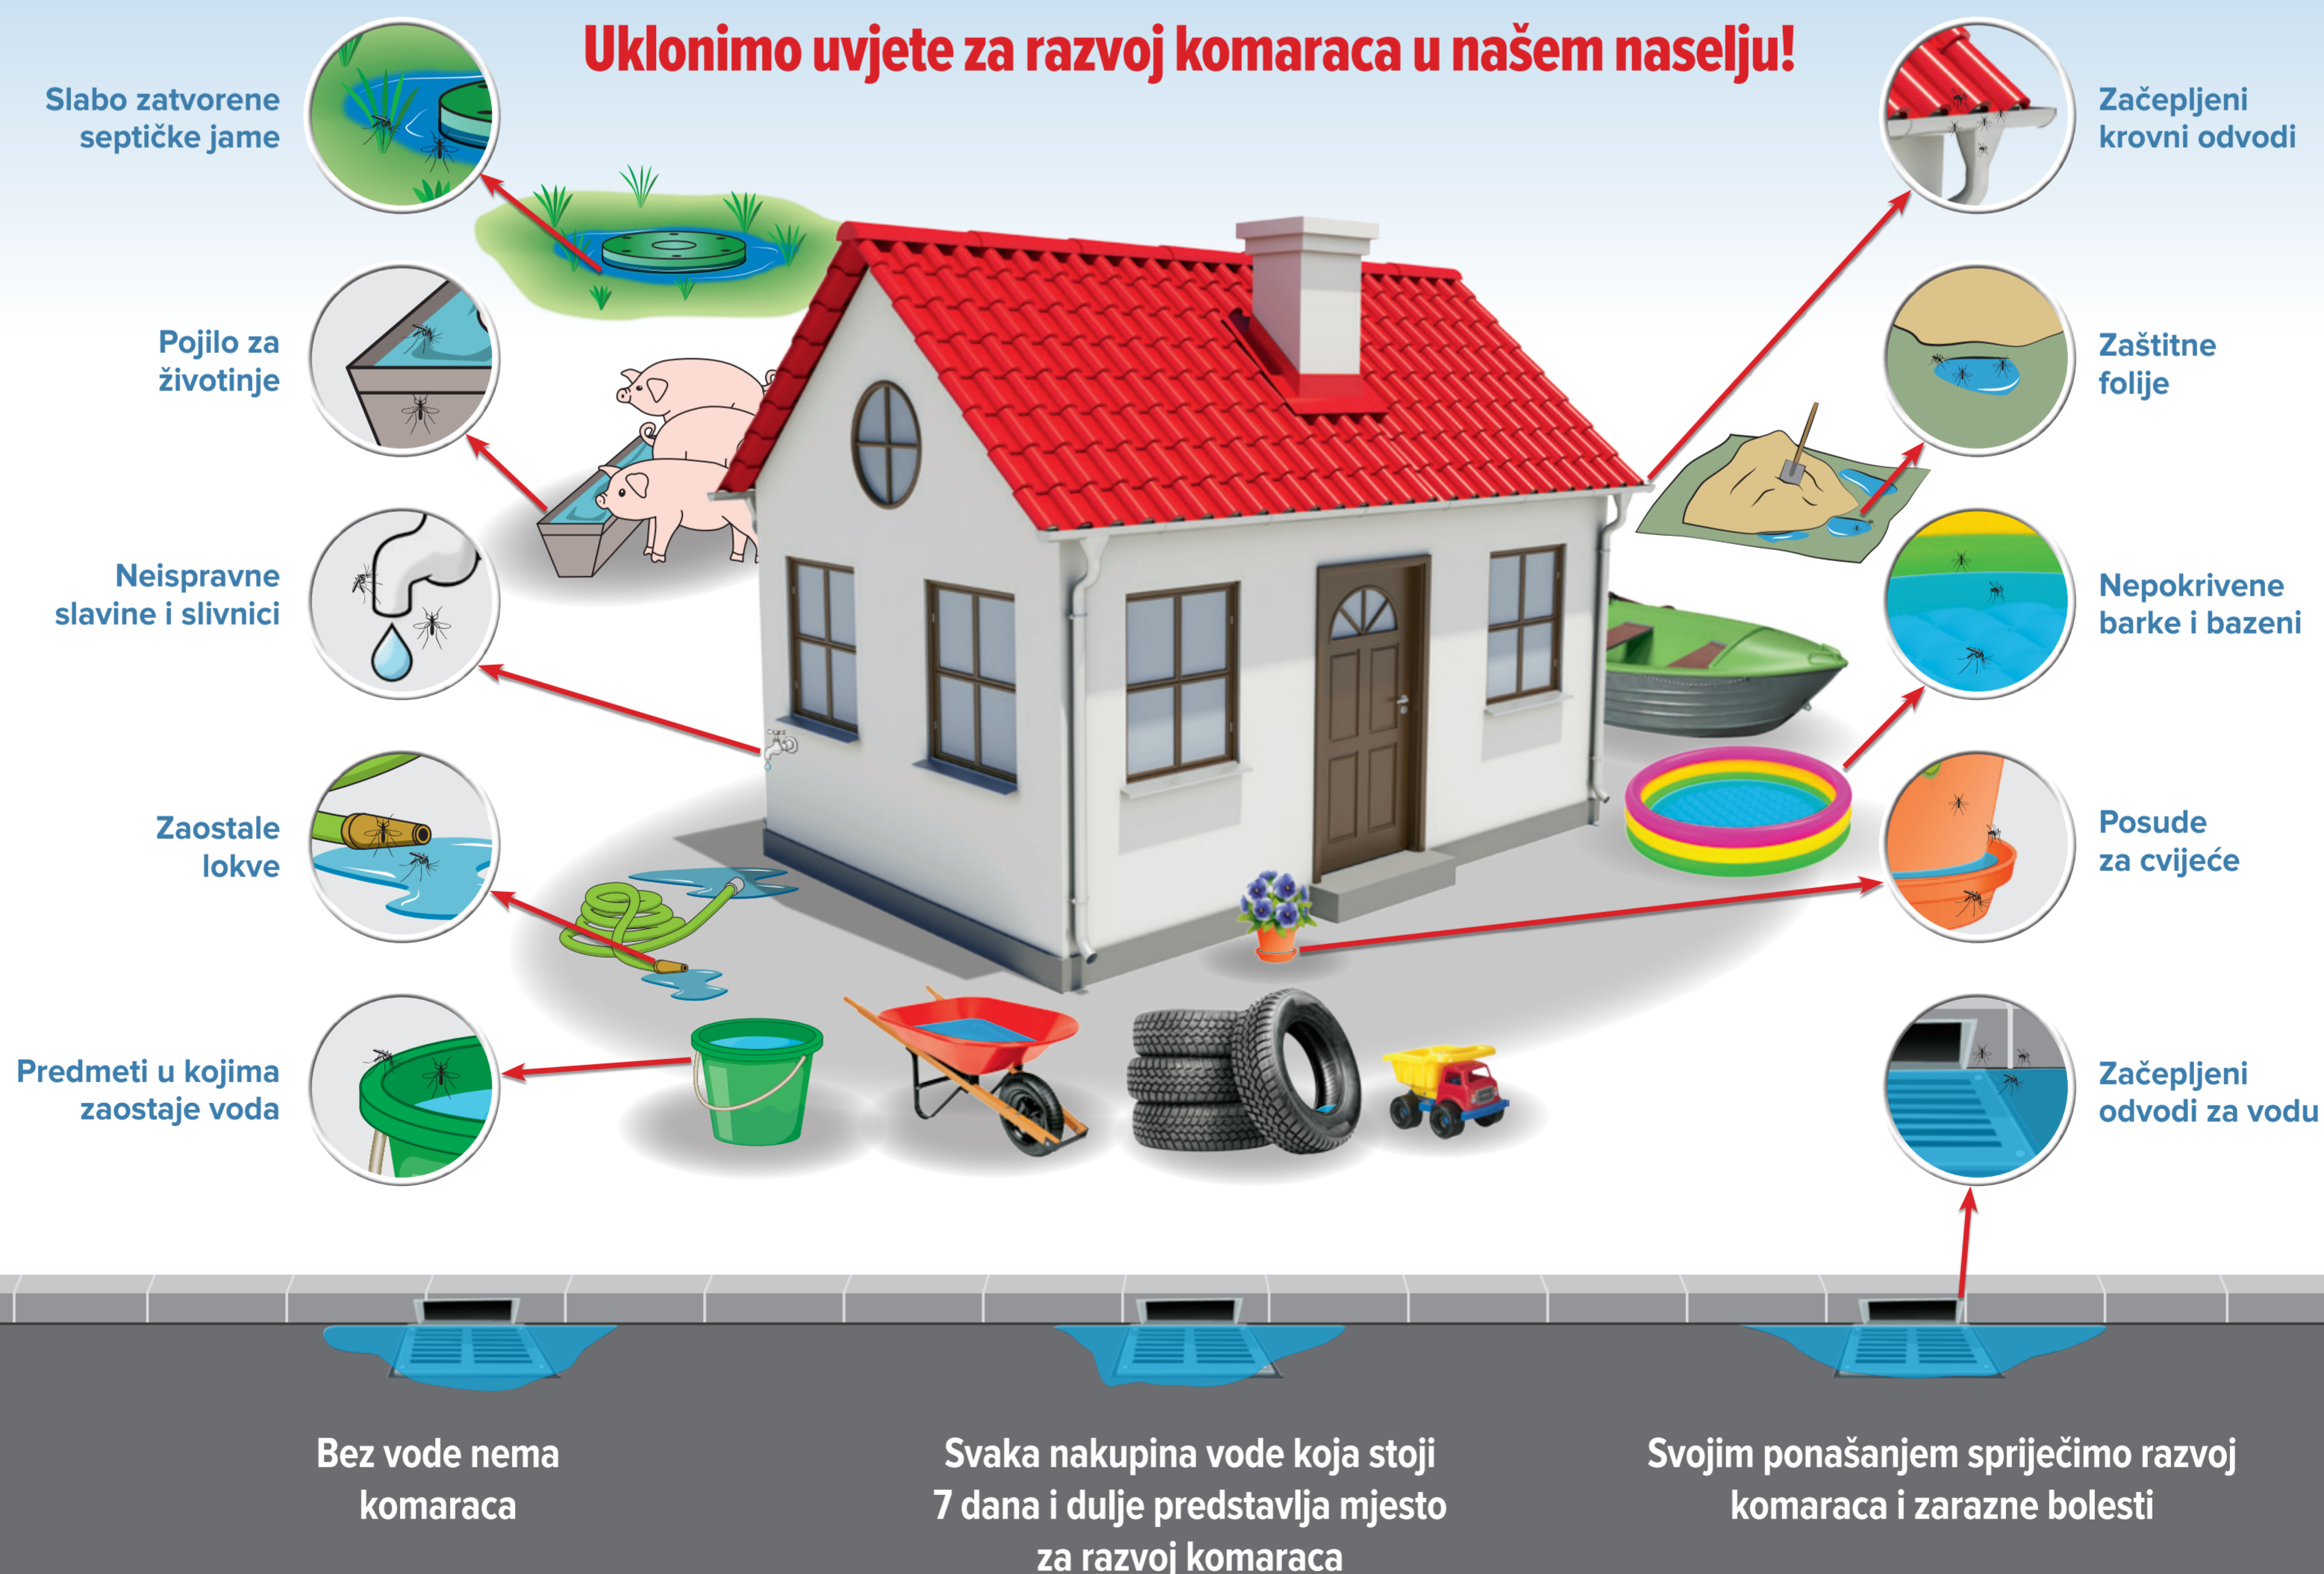 Uklonimo uvjete za razvoj komaraca u našem naselju!
Slabo zatvorene
septičke jame
Pojilo za
životinje
Neispravne
slavine i slivnici
Zaostale
lokve
Predmeti u kojima
zaostaje voda
Začepljeni
krovni odvodi
Zaštitne
folije
Nepokrivene
barke i bazeni
Posude
za cvijeće
Začepljeni
odvodi za vodu
Bez vode nema
komaraca
Svaka nakupina vode koja stoji
7 dana i dulje predstavlja mjesto
za razvoj komaraca
Svojim ponašanjem spriječimo razvoj
komaraca i zarazne bolesti